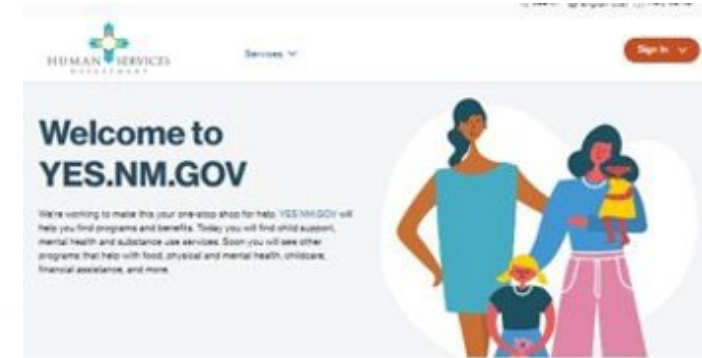 HUMAN SERVICES
DEPARTMENT
Services
Sign In
Welcome to
YES.NM.GOV
We're working to make this your one-stop shop for help. YES.NM.GOV will
help you find programs and benefits. Today you will find child support,
mental health and substance use services. Soon you will see other
programs that help with food, physical and mental health, childcare,
financial assistance, and more.